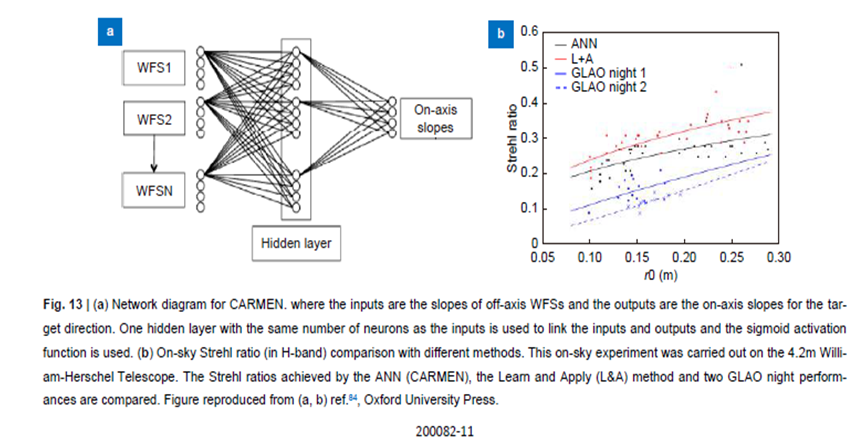 a
WFS1
WFS2
WFSN
On-axis
slopes
Hidden layer
b
0.6
0.5
0.4
0.3
0.2
0.1
0
Strehl ratio
ANN
L+A
GLAO night 1
GLAO night 2
0.05 0.10 0.15 0.20 0.25 0.30
r0 (m)
Fig. 13 | (a) Network diagram for CARMEN. where the inputs are the slopes of off-axis WFSs and the outputs are the on-axis slopes for the tar-
get direction. One hidden layer with the same number of neurons as the inputs is used to link the inputs and outputs and the sigmoid activation
function is used. (b) On-sky Strehl ratio (in H-band) comparison with different methods. This on-sky experiment was carried out on the 4.2m Willi-
am-Herschel Telescope. The Strehl ratios achieved by the ANN (CARMEN), the Learn and Apply (L&A) method and two GLAO night perform-
ances are compared. Figure reproduced from (a, b) ref.84, Oxford University Press.
200082-11